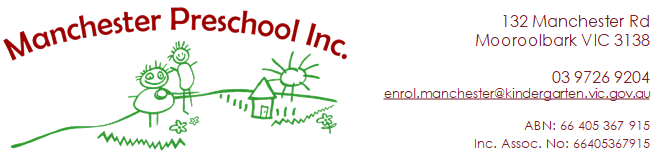 Manchester Preschool Inc.
132 Manchester Rd
Mooroolbark VIC 3138
03 9726 9204
enrol.manchester@kindergarten.vic.gov.au
ABN: 66 405 367 915
Inc. Assoc. No: 66405367915